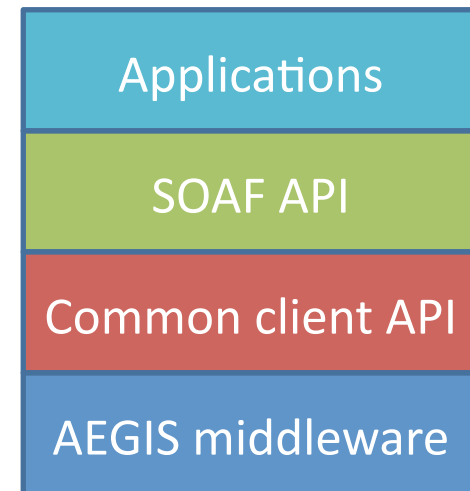 Applications
SOAF API
Common client API
AEGIS middleware